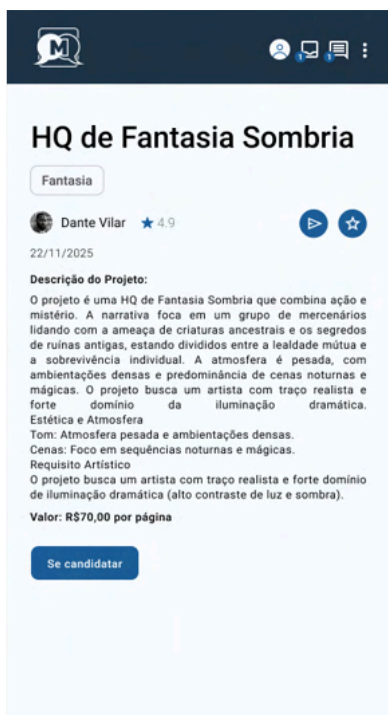 M
1
1
HQ de Fantasia Sombria
Fantasia
Dante Vilar ★ 4.9
22/11/2025
Descrição do Projeto:
O projeto é uma HQ de Fantasia Sombria que combina ação e
mistério. A narrativa foca em um grupo de mercenários
lidando com a ameaça de criaturas ancestrais e os segredos
de ruínas antigas, estando divididos entre a lealdade mútua e
a sobrevivência individual. A atmosfera é pesada, com
ambientações densas e predominância de cenas noturnas e
mágicas. O projeto busca um artista com traço realista e
forte domínio da iluminação dramática.
Estética e Atmosfera
Tom: Atmosfera pesada e ambientações densas.
Cenas: Foco em sequências noturnas e mágicas.
Requisito Artístico
O projeto busca um artista com traço realista e forte domínio
de iluminação dramática (alto contraste de luz e sombra).
Valor: R$70,00 por página
Se candidatar